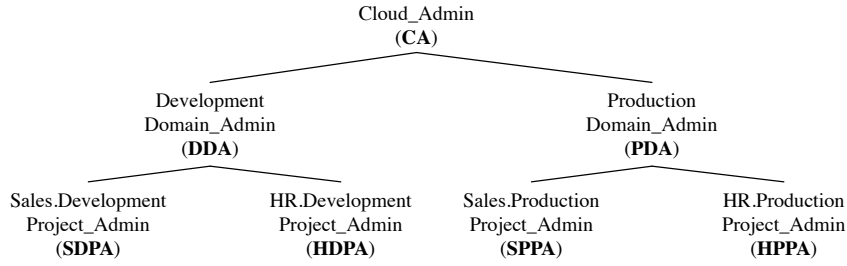 Cloud_Admin
(CA)
Development
Domain_Admin
(DDA)
Production
Domain_Admin
(PDA)
Sales.Development
Project_Admin
(SDPA)
HR.Development
Project_Admin
(HDPA)
Sales.Production
Project_Admin
(SPPA)
HR.Production
Project_Admin
(HPPA)